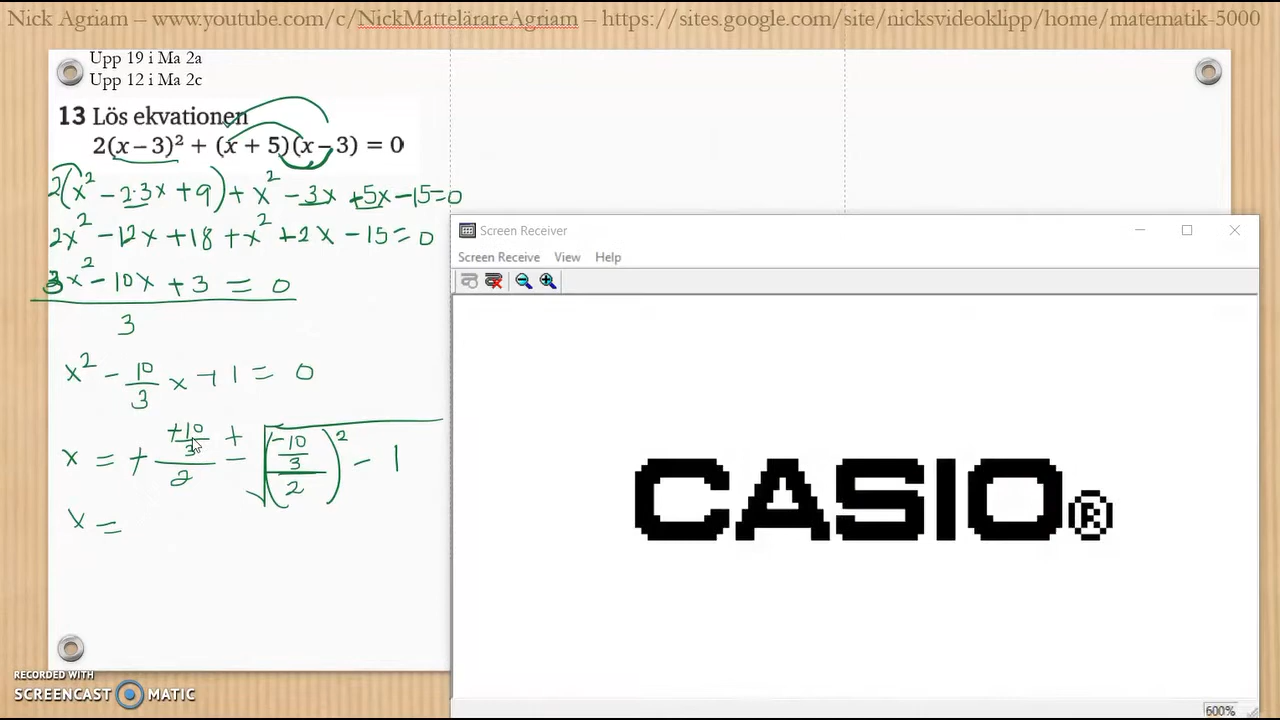 Nick Agriam – www.youtube.com/c/NickMattelärareAgriam – https://sites.google.com/site/nicksvideoklipp/home/matematik-5000
Upp 19 i Ma 2a
Upp 12 i Ma 2c
13 Lös ekvationen
2(x – 3)² + (x + 5)(x – 3) = 0
2(x² – 2·3x + 9) + x² – 3x + 5x – 15 = 0
2x² – 12x + 18 + x² + 2x – 15 = 0
3x² – 10x + 3 = 0
3
x² – 10/3 x + 1 = 0
x = + (+10/3)/2 ± √(((–10/3)/2)² – 1)
x =
Screen Receiver
Screen Receive View Help
CASIO®
600%
RECORDED WITH
SCREENCAST MATIC